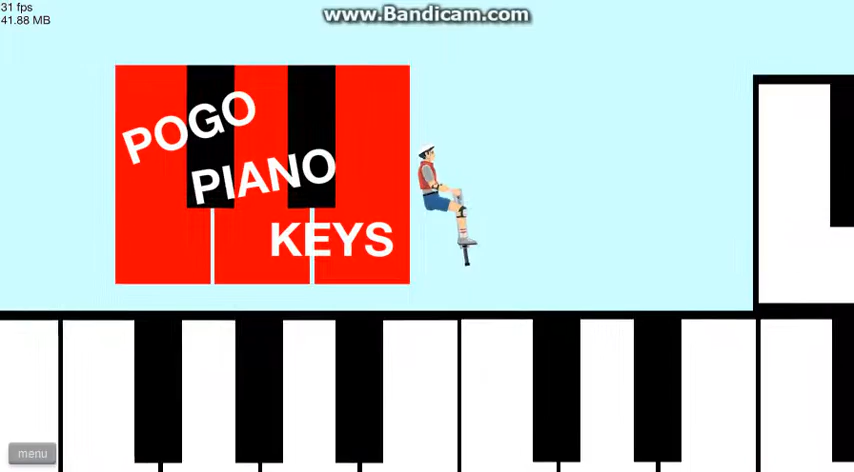 31 fps
41.88 MB
www.Bandicam.com
POGO
PIANO
KEYS
menu